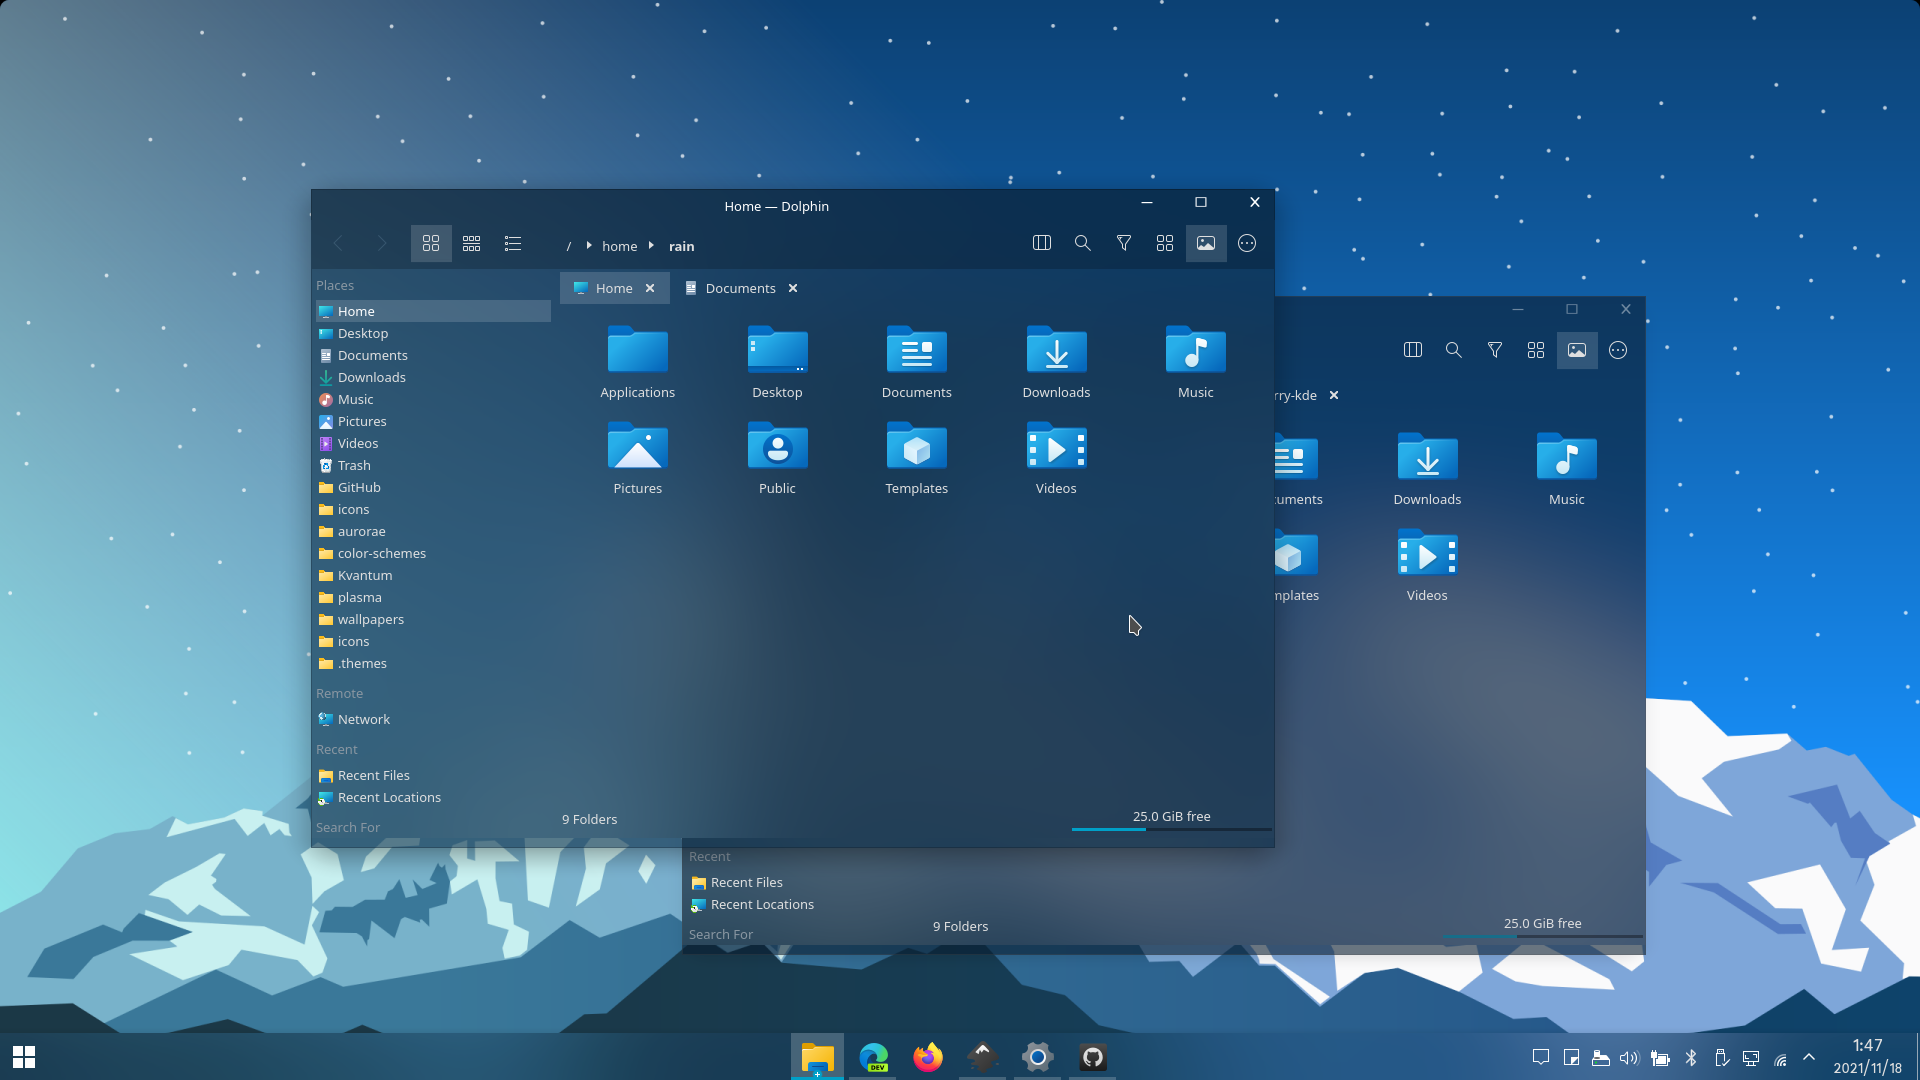 Home — Dolphin
/ home rain
Places
Home
Desktop
Documents
Downloads
Music
Pictures
Videos
Trash
GitHub
icons
aurorae
color-schemes
Kvantum
plasma
wallpapers
icons
.themes
Remote
Network
Recent
Recent Files
Recent Locations
Search For
Home Documents
Applications Desktop Documents Downloads Music
Pictures Public Templates Videos
9 Folders
25.0 GiB free
rry-kde
uments Downloads Music
mplates Videos
Recent
Recent Files
Recent Locations
Search For
9 Folders
25.0 GiB free
DEV
1:47
2021/11/18